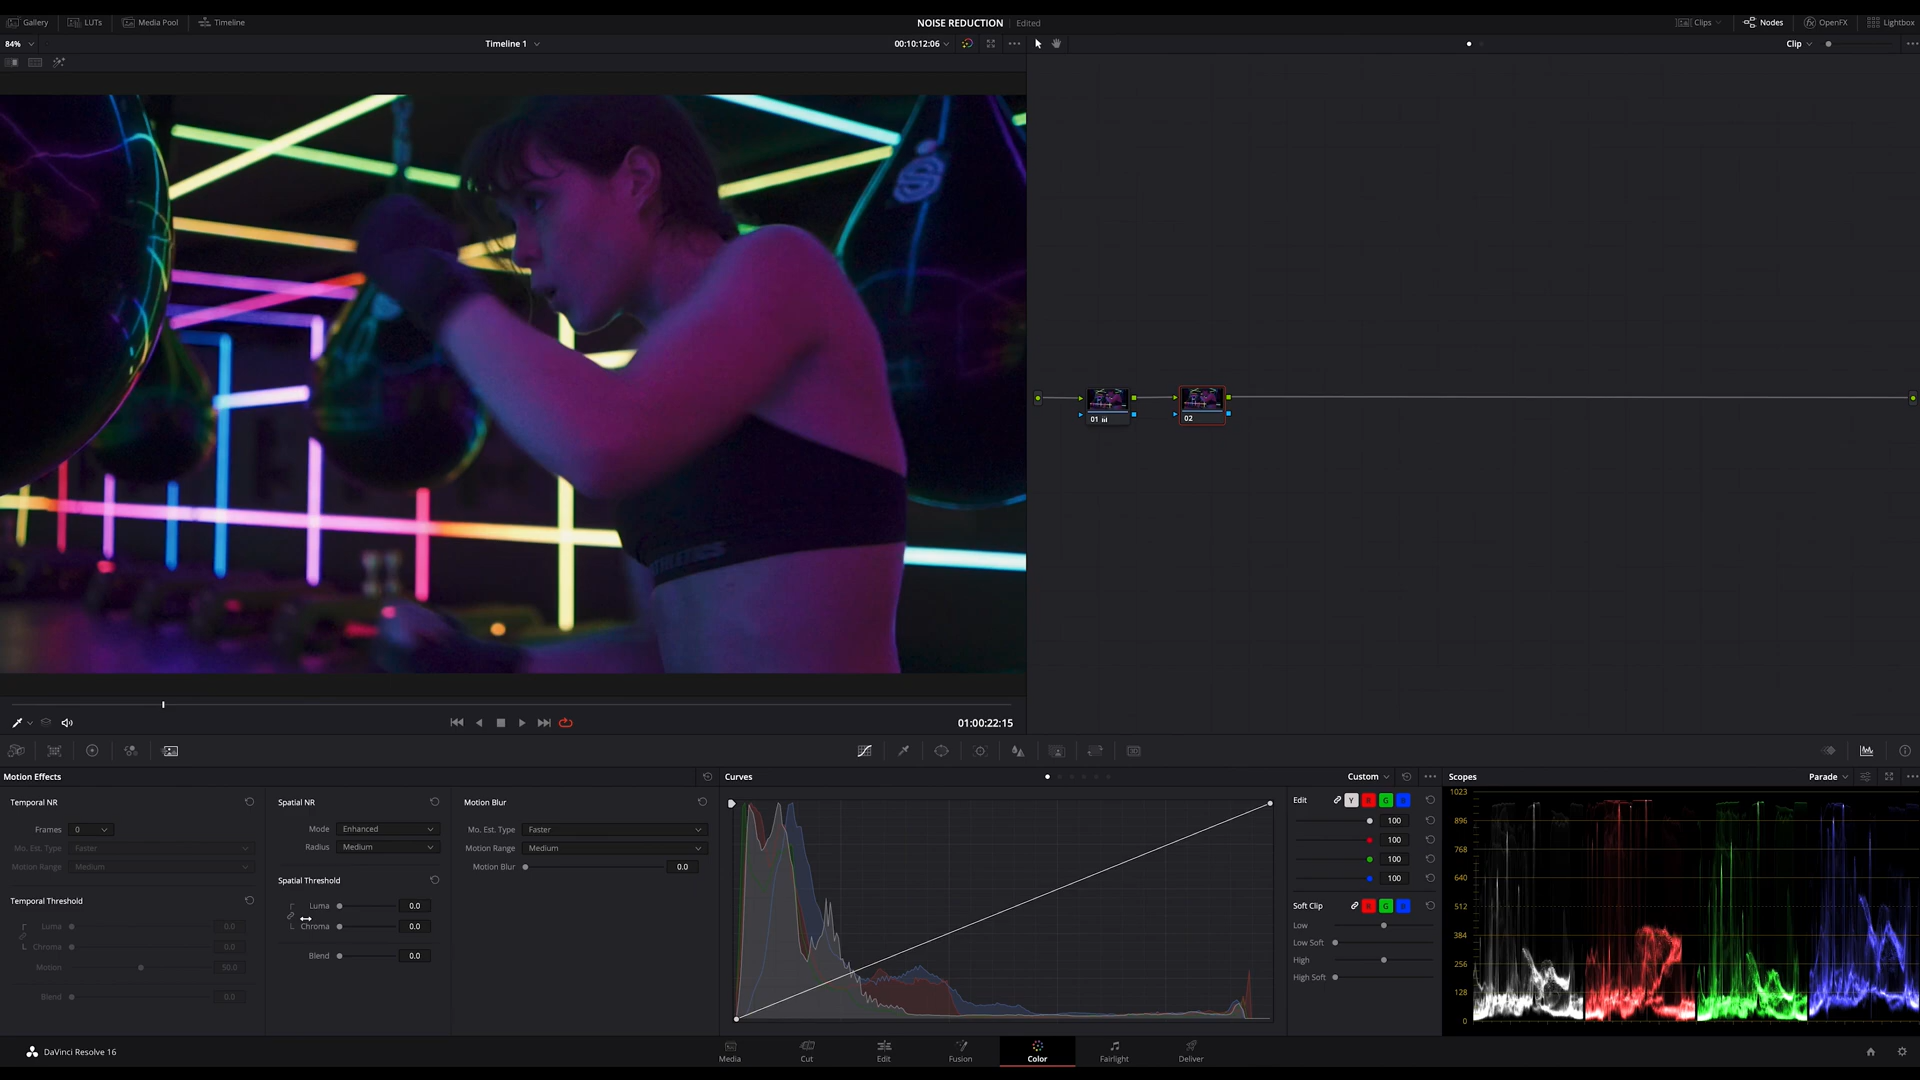 Gallery LUTs Media Pool Timeline NOISE REDUCTION Edited Clips Nodes OpenFX Lightbox
84% Timeline 1 00:10:12:06 Clip
01 02
01:00:22:15
Motion Effects Curves Custom Scopes Parade
Temporal NR Spatial NR Motion Blur
Frames 0 Mode Enhanced Mo. Est. Type Faster
Mo. Est. Type Faster Radius Medium Motion Range Medium
Motion Range Medium Motion Blur 0.0
Spatial Threshold
Temporal Threshold
Luma 0.0
Luma 0.0 Chroma 0.0
Chroma 0.0
Blend 0.0
Motion 50.0
Blend 0.0
Edit Y R G B
100
100
100
100
Soft Clip R G B
Low
Low Soft
High
High Soft
1023
896
768
640
512
384
256
128
0
DaVinci Resolve 16 Media Cut Edit Fusion Color Fairlight Deliver